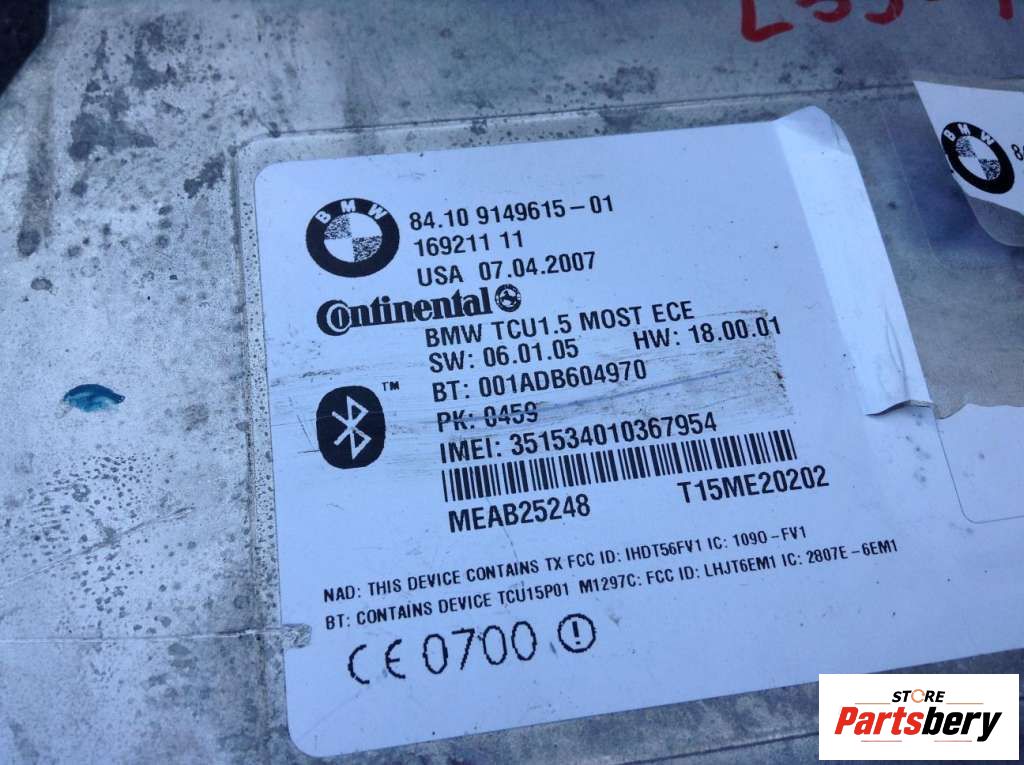 BMW
84.10 9149615-01
169211 11
USA 07.04.2007
Continental
BMW TCU1.5 MOST ECE
SW: 06.01.05 HW: 18.00.01
BT: 001ADB604970
TM
PK: 0459
IMEI: 351534010367954
MEAB25248 T15ME20202
NAD: THIS DEVICE CONTAINS TX FCC ID: IHDT56FV1 IC: 109O-FV1
BT: CONTAINS DEVICE TCU15P01 M1297C: FCC ID: LHJT6EM1 IC: 2807E-6EM1
CE 0700
BMW
STORE
Partsbery